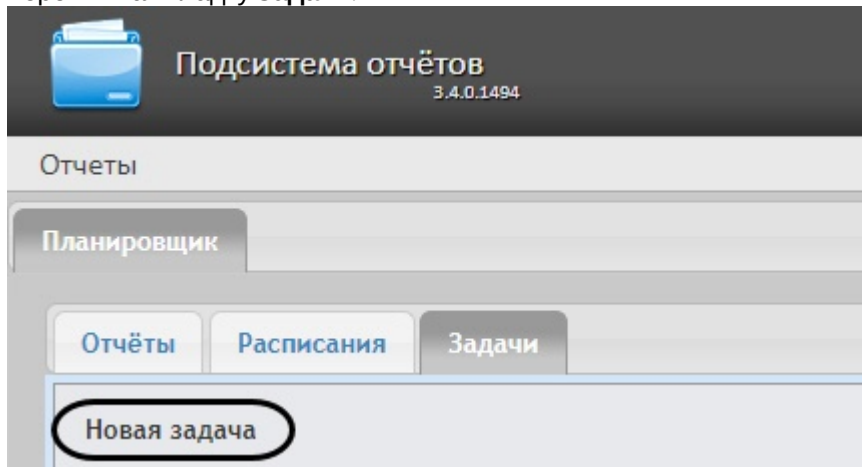 Подсистема отчётов
3.4.0.1494
Отчеты
Планировщик
Отчёты Расписания Задачи
Новая задача